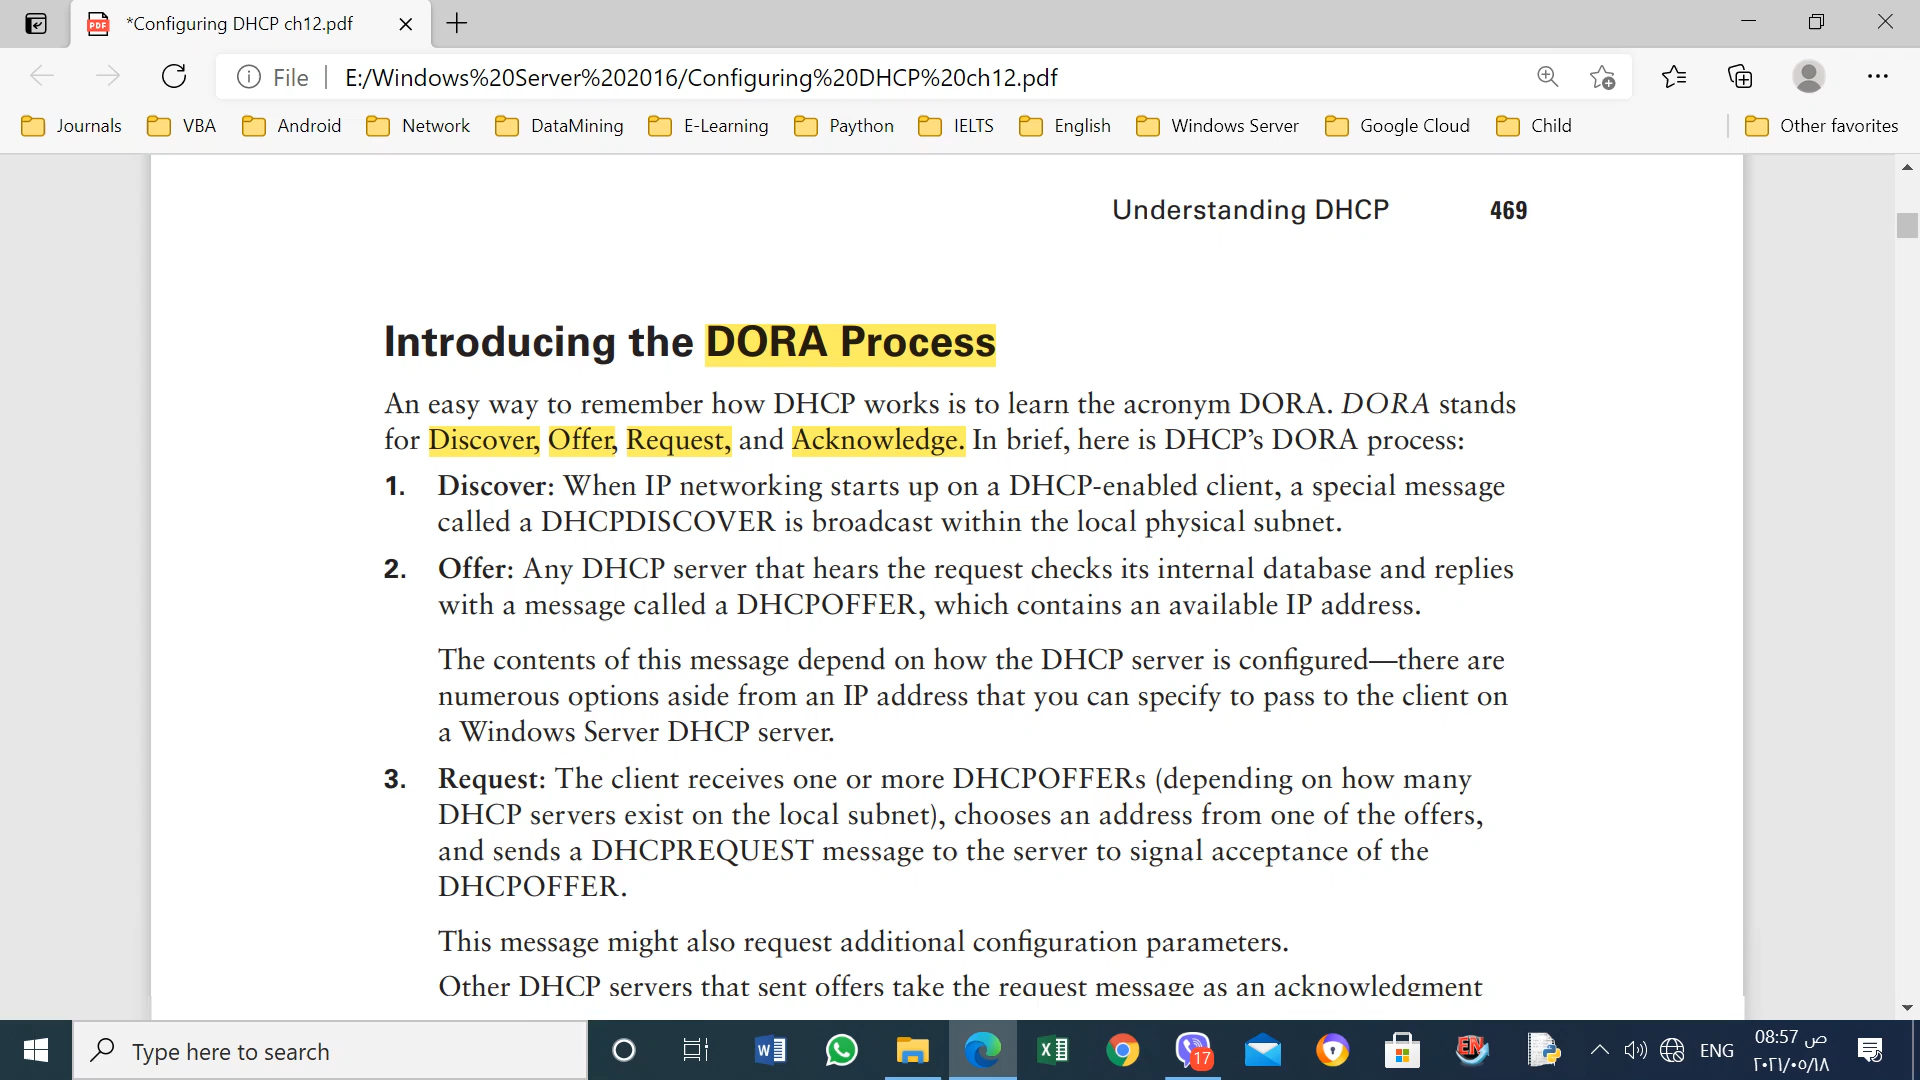 *Configuring DHCP ch12.pdf
File
E:/Windows%20Server%202016/Configuring%20DHCP%20ch12.pdf
Journals VBA Android Network DataMining E-Learning Paython IELTS English Windows Server Google Cloud Child Other favorites
Understanding DHCP 469
Introducing the DORA Process
An easy way to remember how DHCP works is to learn the acronym DORA. DORA stands
for Discover, Offer, Request, and Acknowledge. In brief, here is DHCP’s DORA process:
1. Discover: When IP networking starts up on a DHCP-enabled client, a special message
called a DHCPDISCOVER is broadcast within the local physical subnet.
2. Offer: Any DHCP server that hears the request checks its internal database and replies
with a message called a DHCPOFFER, which contains an available IP address.
The contents of this message depend on how the DHCP server is configured—there are
numerous options aside from an IP address that you can specify to pass to the client on
a Windows Server DHCP server.
3. Request: The client receives one or more DHCPOFFERs (depending on how many
DHCP servers exist on the local subnet), chooses an address from one of the offers,
and sends a DHCPREQUEST message to the server to signal acceptance of the
DHCPOFFER.
This message might also request additional configuration parameters.
Other DHCP servers that sent offers take the request message as an acknowledgment
Type here to search
17
ENG
08:57 ص
٢٠٢١/٠٥/١٨